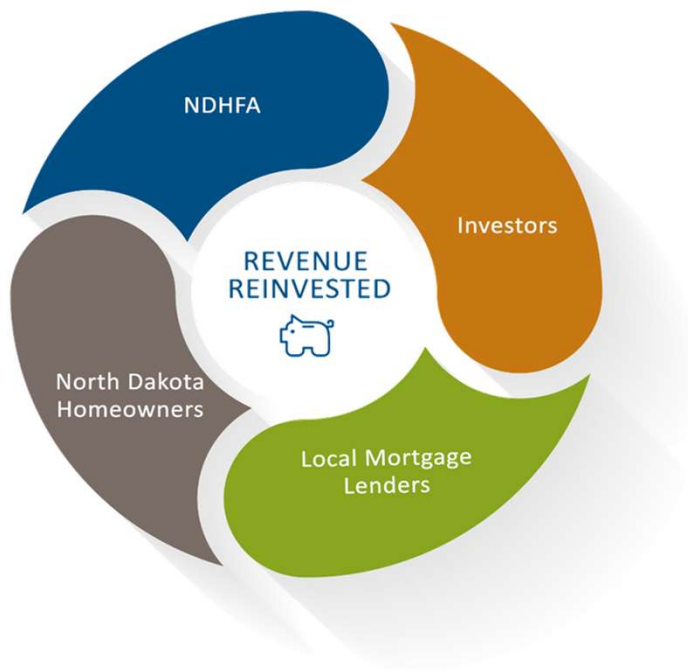 NDHFA
Investors
REVENUE
REINVESTED
North Dakota
Homeowners
Local Mortgage
Lenders